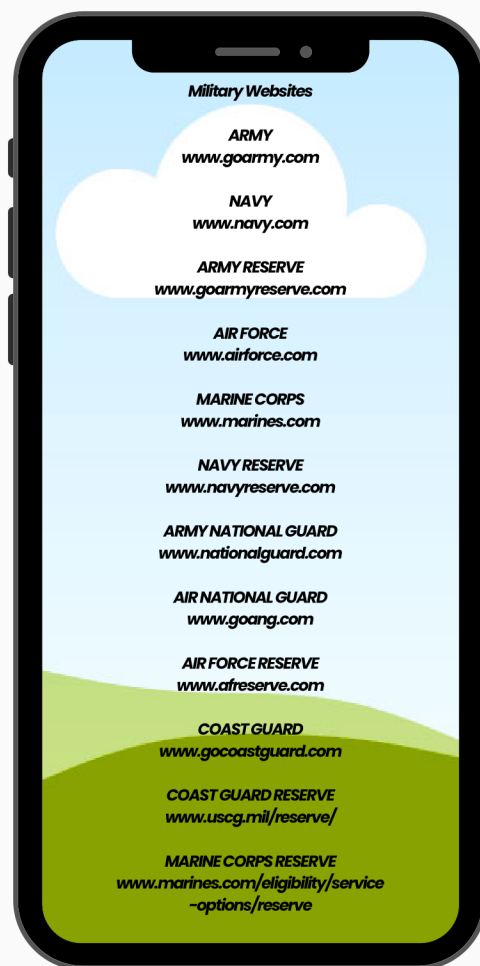 Military Websites
ARMY
www.goarmy.com
NAVY
www.navy.com
ARMY RESERVE
www.goarmyreserve.com
AIR FORCE
www.airforce.com
MARINE CORPS
www.marines.com
NAVY RESERVE
www.navyreserve.com
ARMY NATIONAL GUARD
www.nationalguard.com
AIR NATIONAL GUARD
www.goang.com
AIR FORCE RESERVE
www.afreserve.com
COAST GUARD
www.gocoastguard.com
COAST GUARD RESERVE
www.uscg.mil/reserve/
MARINE CORPS RESERVE
www.marines.com/eligibility/service
-options/reserve